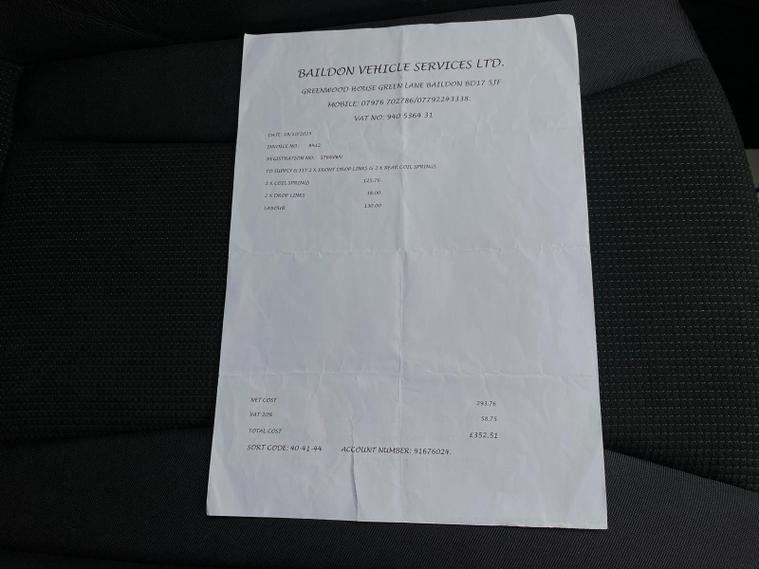 BAILDON VEHICLE SERVICES LTD.
GREENWOOD HOUSE GREEN LANE BAILDON BD17 5JF
MOBILE: 07976 702786/07792293338.
VAT NO: 940 5364 31
DATE:
INVOICE NO:
REGISTRATION NO:
TO SUPPLY & FIT 2 X FRONT DROP LINKS & 2 X REAR COIL SPRINGS
2 X COIL SPRINGS
2 X DROP LINKS
LABOUR
NET COST 293.76
VAT 20% 58.75
TOTAL COST £352.51
SORT CODE: 40-41-44 ACCOUNT NUMBER: 91676024.